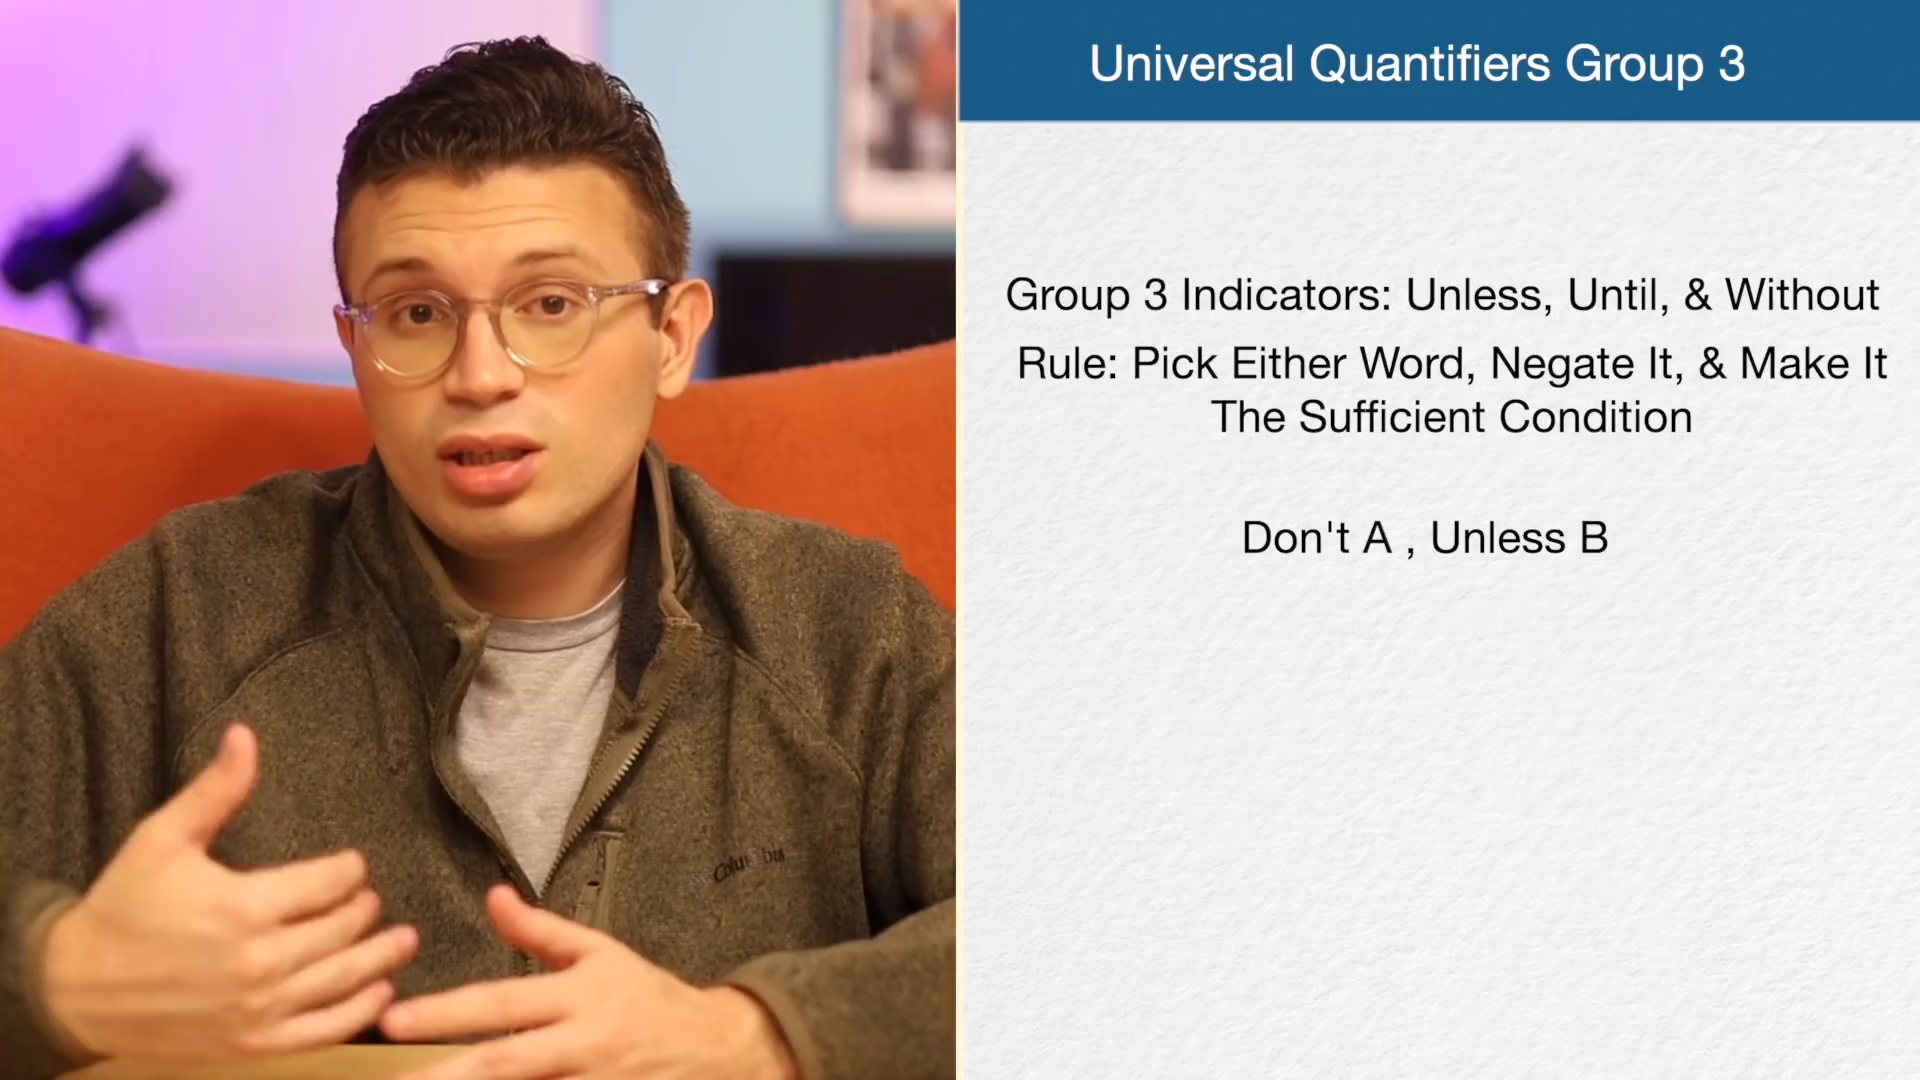 Universal Quantifiers Group 3
Group 3 Indicators: Unless, Until, & Without
Rule: Pick Either Word, Negate It, & Make It
The Sufficient Condition
Don't A , Unless B
Columbia